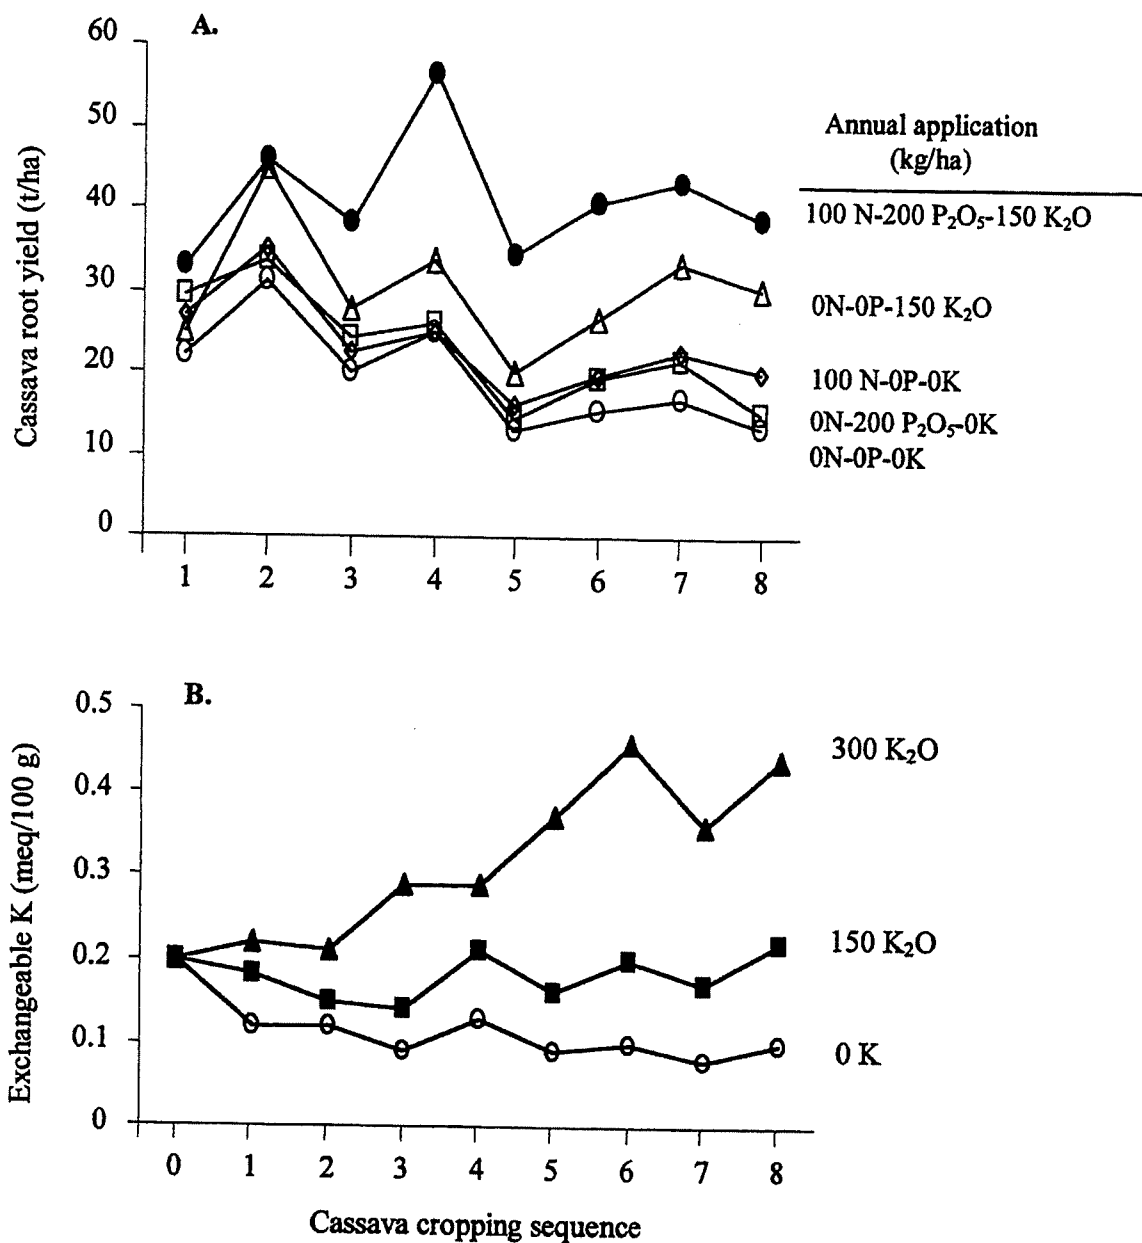 A.
Cassava root yield (t/ha)
60
50
40
30
20
10
0
1 2 3 4 5 6 7 8
Annual application
(kg/ha)
100 N-200 P₂O₅-150 K₂O
0N-0P-150 K₂O
100 N-0P-0K
0N-200 P₂O₅-0K
0N-0P-0K
B.
Exchangeable K (meq/100 g)
0.5
0.4
0.3
0.2
0.1
0
0 1 2 3 4 5 6 7 8
300 K₂O
150 K₂O
0 K
Cassava cropping sequence